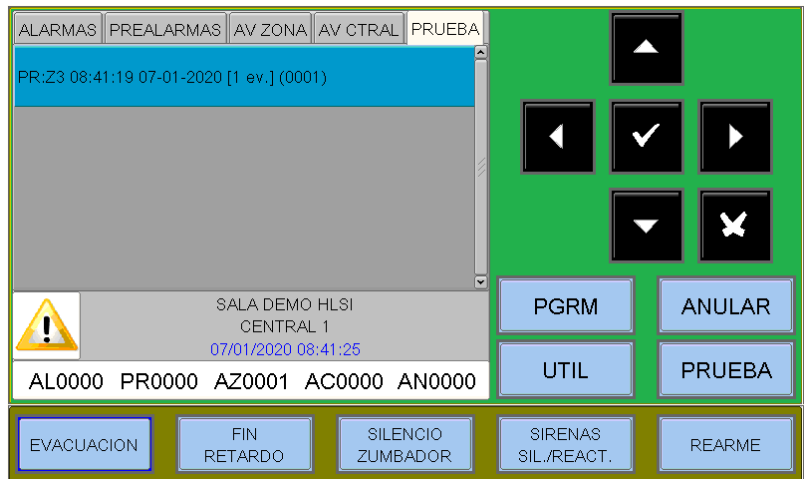 ALARMAS PREALARMAS AV ZONA AV CTRAL PRUEBA
PR:Z3 08:41:19 07-01-2020 [1 ev.] (0001)
SALA DEMO HLSI
CENTRAL 1
07/01/2020 08:41:25
AL0000 PR0000 AZ0001 AC0000 AN0000
PGRM ANULAR
UTIL PRUEBA
EVACUACION
FIN
RETARDO
SILENCIO
ZUMBADOR
SIRENAS
SIL./REACT.
REARME